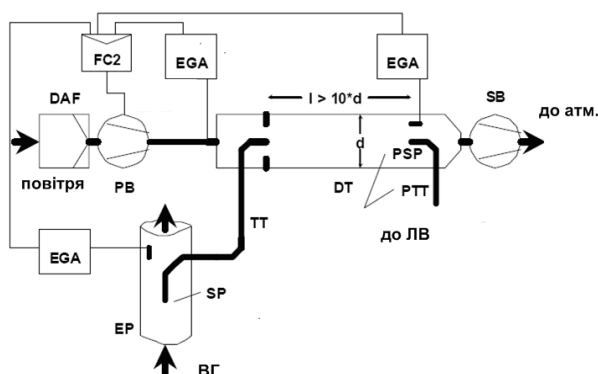 FC2
EGA
EGA
l > 10*d
DAF
SB
до атм.
d
PSP
повітря
PB
DT
PTT
TT
до ЛВ
EGA
SP
EP
ВГ